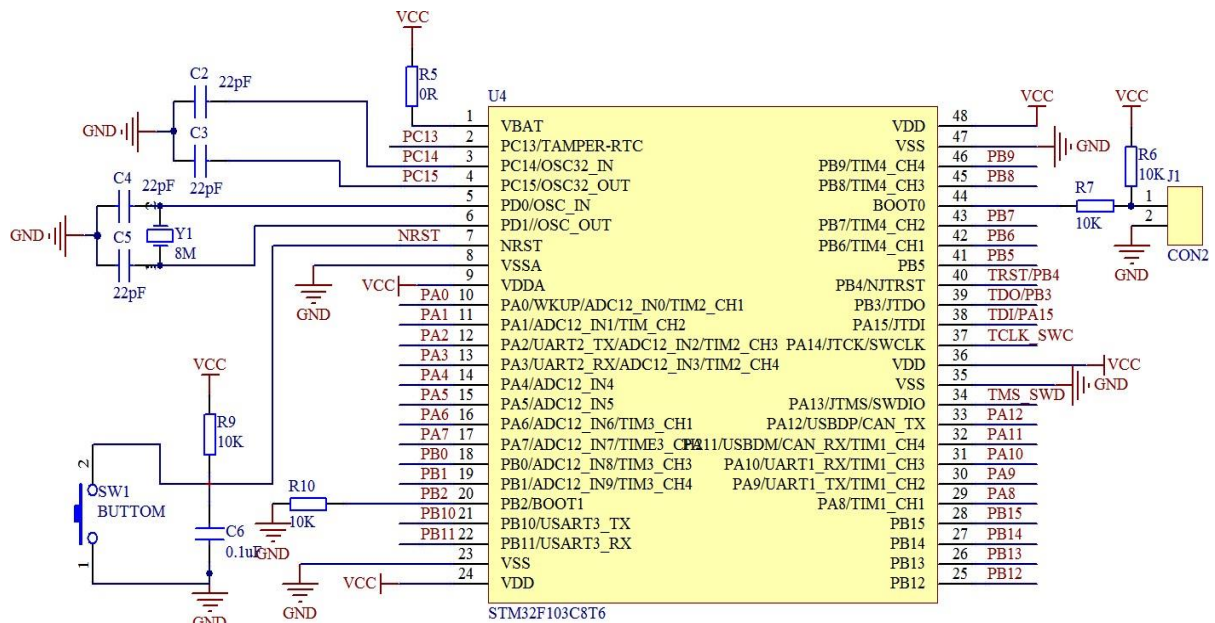 VCC
C2
22pF
R5
0R
U4
GND
C3
22pF
PC13
PC14
PC15
C4
22pF
GND
Y1
8M
C5
22pF
NRST
GND
VCC
PA0
PA1
PA2
PA3
PA4
PA5
PA6
PA7
PB0
PB1
PB2
PB10
PB11
VCC
R9
10K
2
SW1
BUTTOM
1
C6
0.1uF
GND
R10
10K
GND
GND
VCC
1 VBAT
2 PC13/TAMPER-RTC
3 PC14/OSC32_IN
4 PC15/OSC32_OUT
5 PD0/OSC_IN
6 PD1//OSC_OUT
7 NRST
8 VSSA
9 VDDA
10 PA0/WKUP/ADC12_IN0/TIM2_CH1
11 PA1/ADC12_IN1/TIM_CH2
12 PA2/UART2_TX/ADC12_IN2/TIM2_CH3
13 PA3/UART2_RX/ADC12_IN3/TIM2_CH4
14 PA4/ADC12_IN4
15 PA5/ADC12_IN5
16 PA6/ADC12_IN6/TIM3_CH1
17 PA7/ADC12_IN7/TIME3_CH2
18 PB0/ADC12_IN8/TIM3_CH3
19 PB1/ADC12_IN9/TIM3_CH4
20 PB2/BOOT1
21 PB10/USART3_TX
22 PB11/USART3_RX
23 VSS
24 VDD
STM32F103C8T6
VDD 48
VSS 47
PB9/TIM4_CH4 46 PB9
PB8/TIM4_CH3 45 PB8
BOOT0 44
PB7/TIM4_CH2 43 PB7
PB6/TIM4_CH1 42 PB6
PB5 41 PB5
PB4/NJTRST 40 TRST/PB4
PB3/JTDO 39 TDO/PB3
PA15/JTDI 38 TDI/PA15
PA14/JTCK/SWCLK 37 TCLK_SWC
VDD 36
VSS 35
PA13/JTMS/SWDIO 34 TMS_SWD
PA12/USBDP/CAN_TX 33 PA12
PA11/USBDM/CAN_RX/TIM1_CH4 32 PA11
PA10/UART1_RX/TIM1_CH3 31 PA10
PA9/UART1_TX/TIM1_CH2 30 PA9
PA8/TIM1_CH1 29 PA8
PB15 28 PB15
PB14 27 PB14
PB13 26 PB13
PB12 25 PB12
VCC
GND
VCC
R6
10K
R7
10K
J1
1
2
CON2
GND
VCC
GND